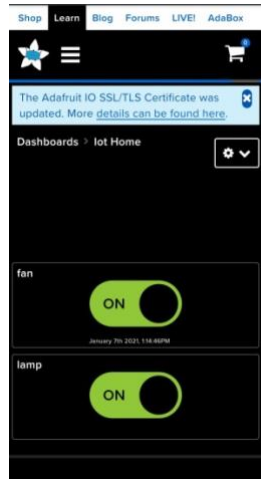 Shop Learn Blog Forums LIVE! AdaBox
0
The Adafruit IO SSL/TLS Certificate was
updated. More details can be found here.
Dashboards > Iot Home
fan
ON
January 7th 2021, 1:14:46PM
lamp
ON